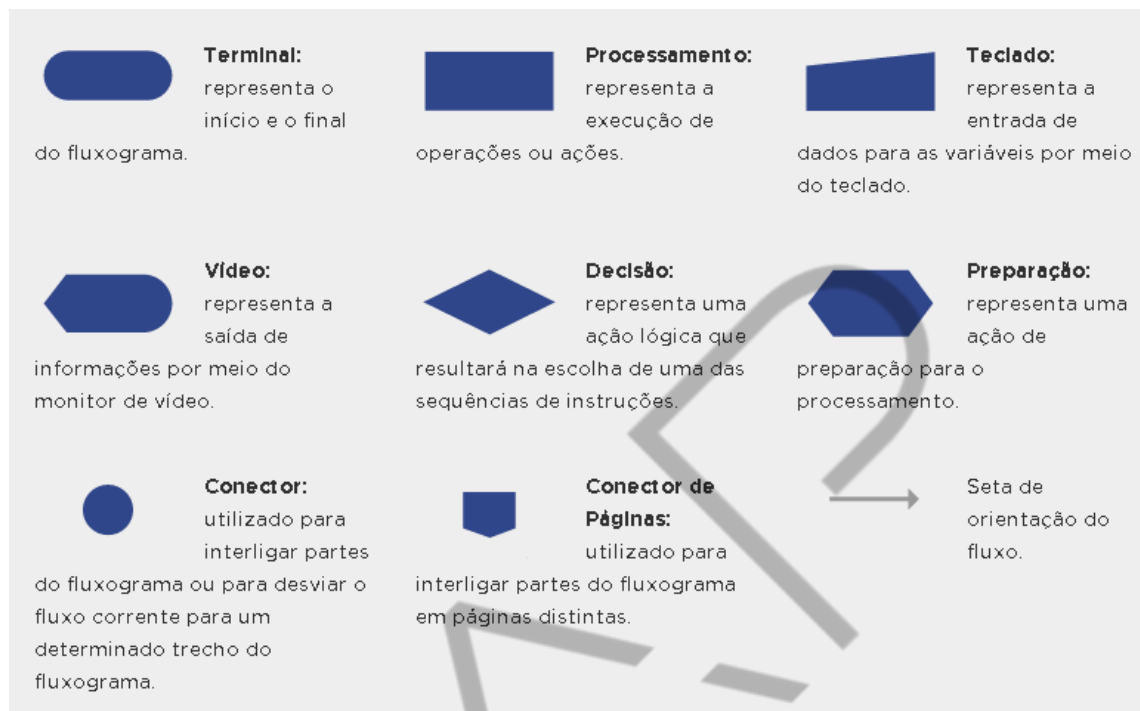 Terminal:
representa o
início e o final
do fluxograma.
Processamento:
representa a
execução de
operações ou ações.
Teclado:
representa a
entrada de
dados para as variáveis por meio
do teclado.
Vídeo:
representa a
saída de
informações por meio do
monitor de vídeo.
Decisão:
representa uma
ação lógica que
resultará na escolha de uma das
sequências de instruções.
Preparação:
representa uma
ação de
preparação para o
processamento.
Conector:
utilizado para
interligar partes
do fluxograma ou para desviar o
fluxo corrente para um
determinado trecho do
fluxograma.
Conector de
Páginas:
utilizado para
interligar partes do fluxograma
em páginas distintas.
Seta de
orientação do
fluxo.